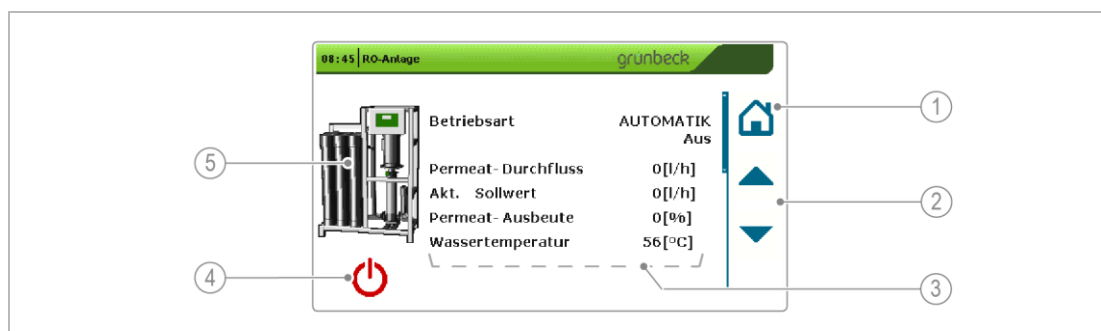 08:45 RO-Anlage grünbeck
Betriebsart AUTOMATIK
Aus
Permeat-Durchfluss 0[l/h]
Akt. Sollwert 0[l/h]
Permeat-Ausbeute 0[%]
Wassertemperatur 56[°C]
1
2
3
4
5